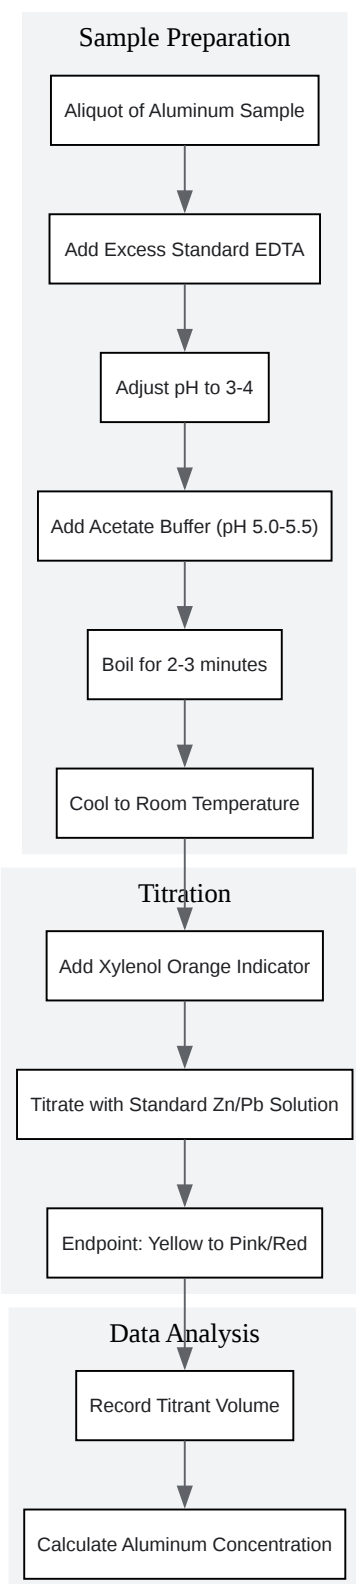 Sample Preparation
Aliquot of Aluminum Sample
Add Excess Standard EDTA
Adjust pH to 3-4
Add Acetate Buffer (pH 5.0-5.5)
Boil for 2-3 minutes
Cool to Room Temperature
Titration
Add Xylenol Orange Indicator
Titrate with Standard Zn/Pb Solution
Endpoint: Yellow to Pink/Red
Data Analysis
Record Titrant Volume
Calculate Aluminum Concentration